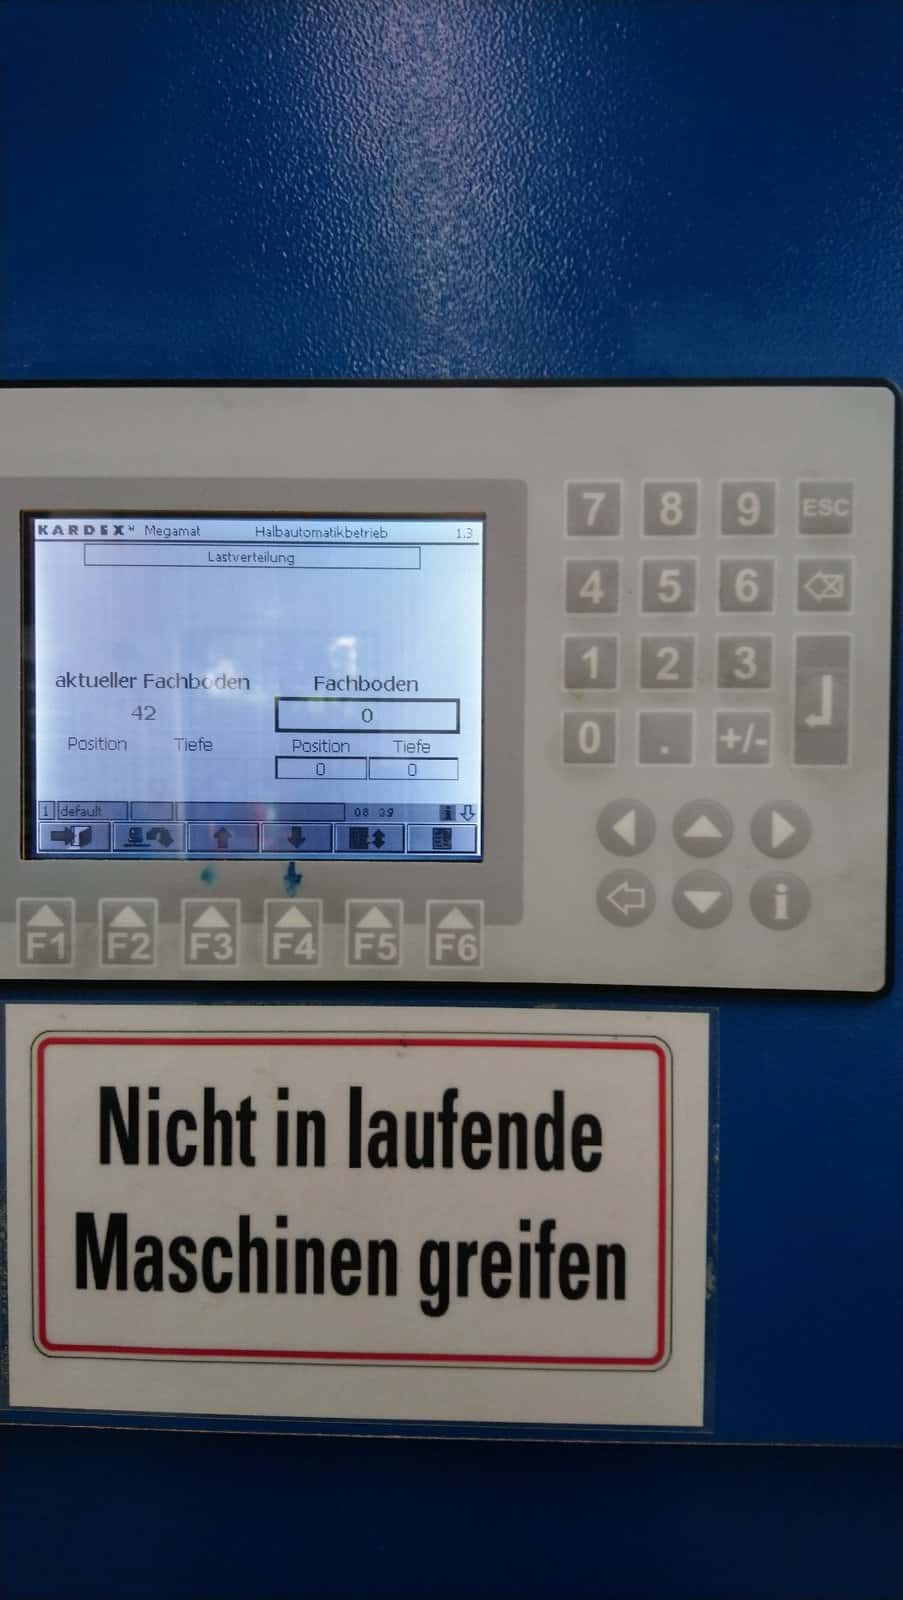 KARDEX Megamat Halbautomatikbetrieb 1.3
Lastverteilung
aktueller Fachboden
42
Position Tiefe
Fachboden
0
Position Tiefe
0 0
1 default 08 39
F1 F2 F3 F4 F5 F6
7 8 9 ESC
4 5 6
1 2 3
0 . +/-
i
Nicht in laufende
Maschinen greifen